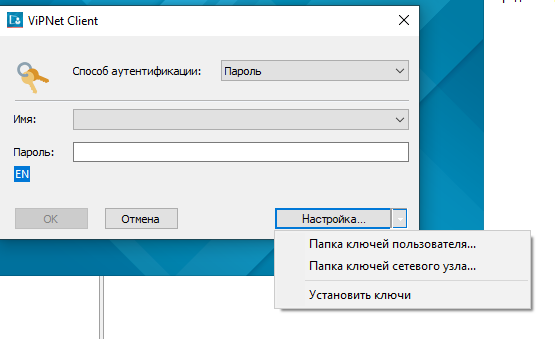 ViPNet Client
Способ аутентификации:
Пароль
Имя:
Пароль:
EN
OK
Отмена
Настройка...
Папка ключей пользователя...
Папка ключей сетевого узла...
Установить ключи